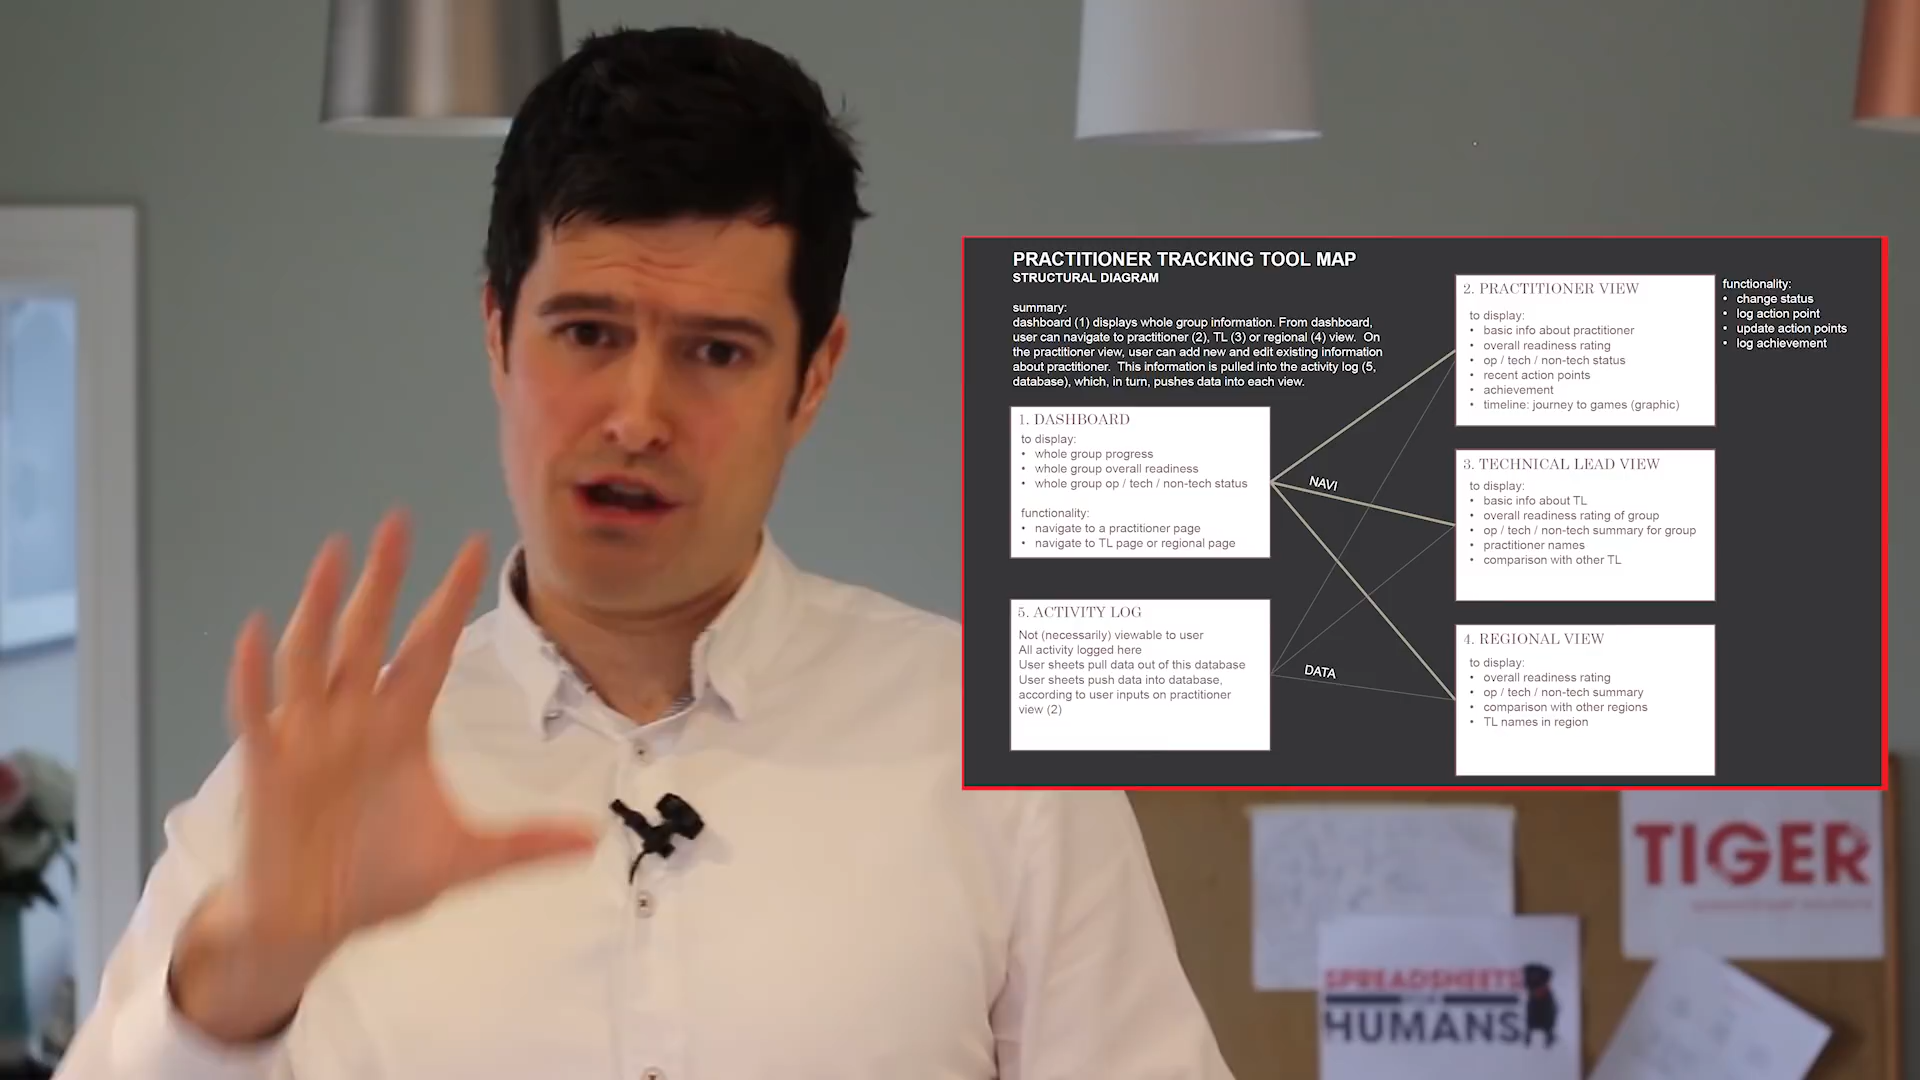 PRACTITIONER TRACKING TOOL MAP
STRUCTURAL DIAGRAM
summary:
dashboard (1) displays whole group information. From dashboard,
user can navigate to practitioner (2), TL (3) or regional (4) view. On
the practitioner view, user can add new and edit existing information
about practitioner. This information is pulled into the activity log (5,
database), which, in turn, pushes data into each view.
1. DASHBOARD
to display:
• whole group progress
• whole group overall readiness
• whole group op / tech / non-tech status
functionality:
• navigate to a practitioner page
• navigate to TL page or regional page
5. ACTIVITY LOG
Not (necessarily) viewable to user
All activity logged here
User sheets pull data out of this database
User sheets push data into database,
according to user inputs on practitioner
view (2)
NAVI
DATA
2. PRACTITIONER VIEW
to display:
• basic info about practitioner
• overall readiness rating
• op / tech / non-tech status
• recent action points
• achievement
• timeline: journey to games (graphic)
functionality:
• change status
• log action point
• update action points
• log achievement
3. TECHNICAL LEAD VIEW
to display:
• basic info about TL
• overall readiness rating of group
• op / tech / non-tech summary for group
• practitioner names
• comparison with other TL
4. REGIONAL VIEW
to display:
• overall readiness rating
• op / tech / non-tech summary
• comparison with other regions
• TL names in region
TIGER
SPREADSHEETS
FOR
HUMANS